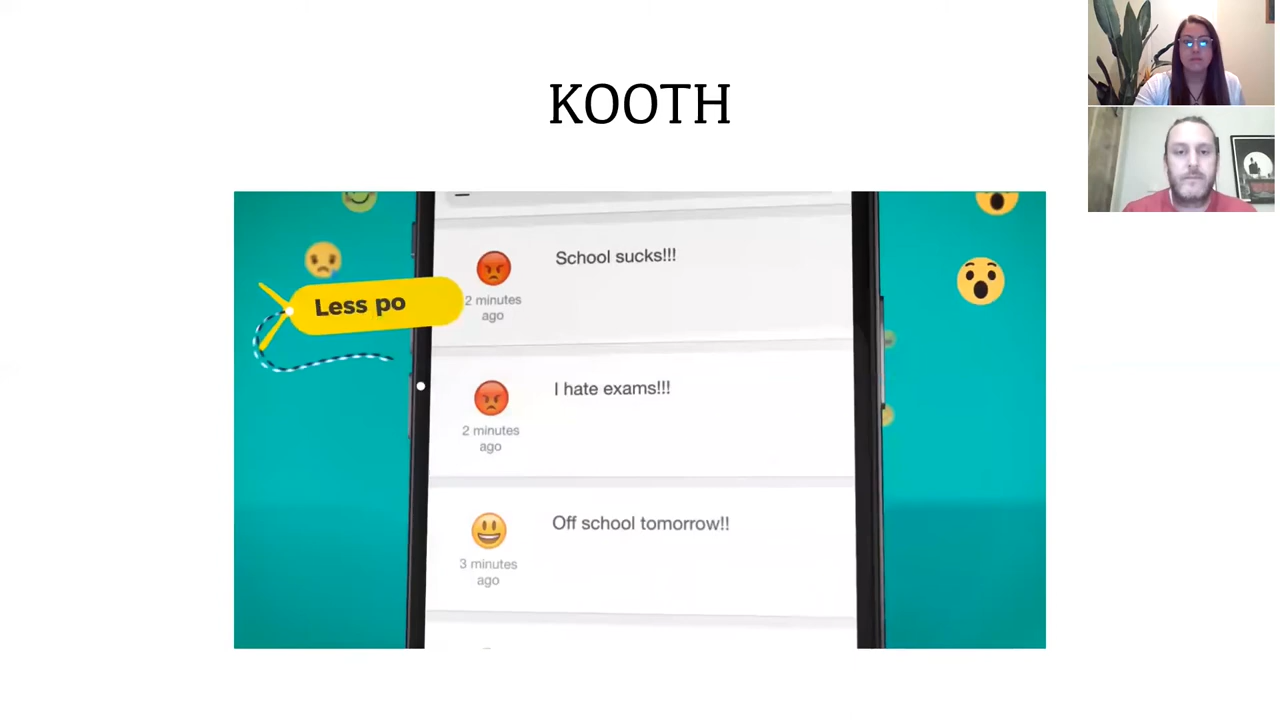 KOOTH
School sucks!!!
Less po
2 minutes
ago
I hate exams!!!
2 minutes
ago
Off school tomorrow!!
3 minutes
ago